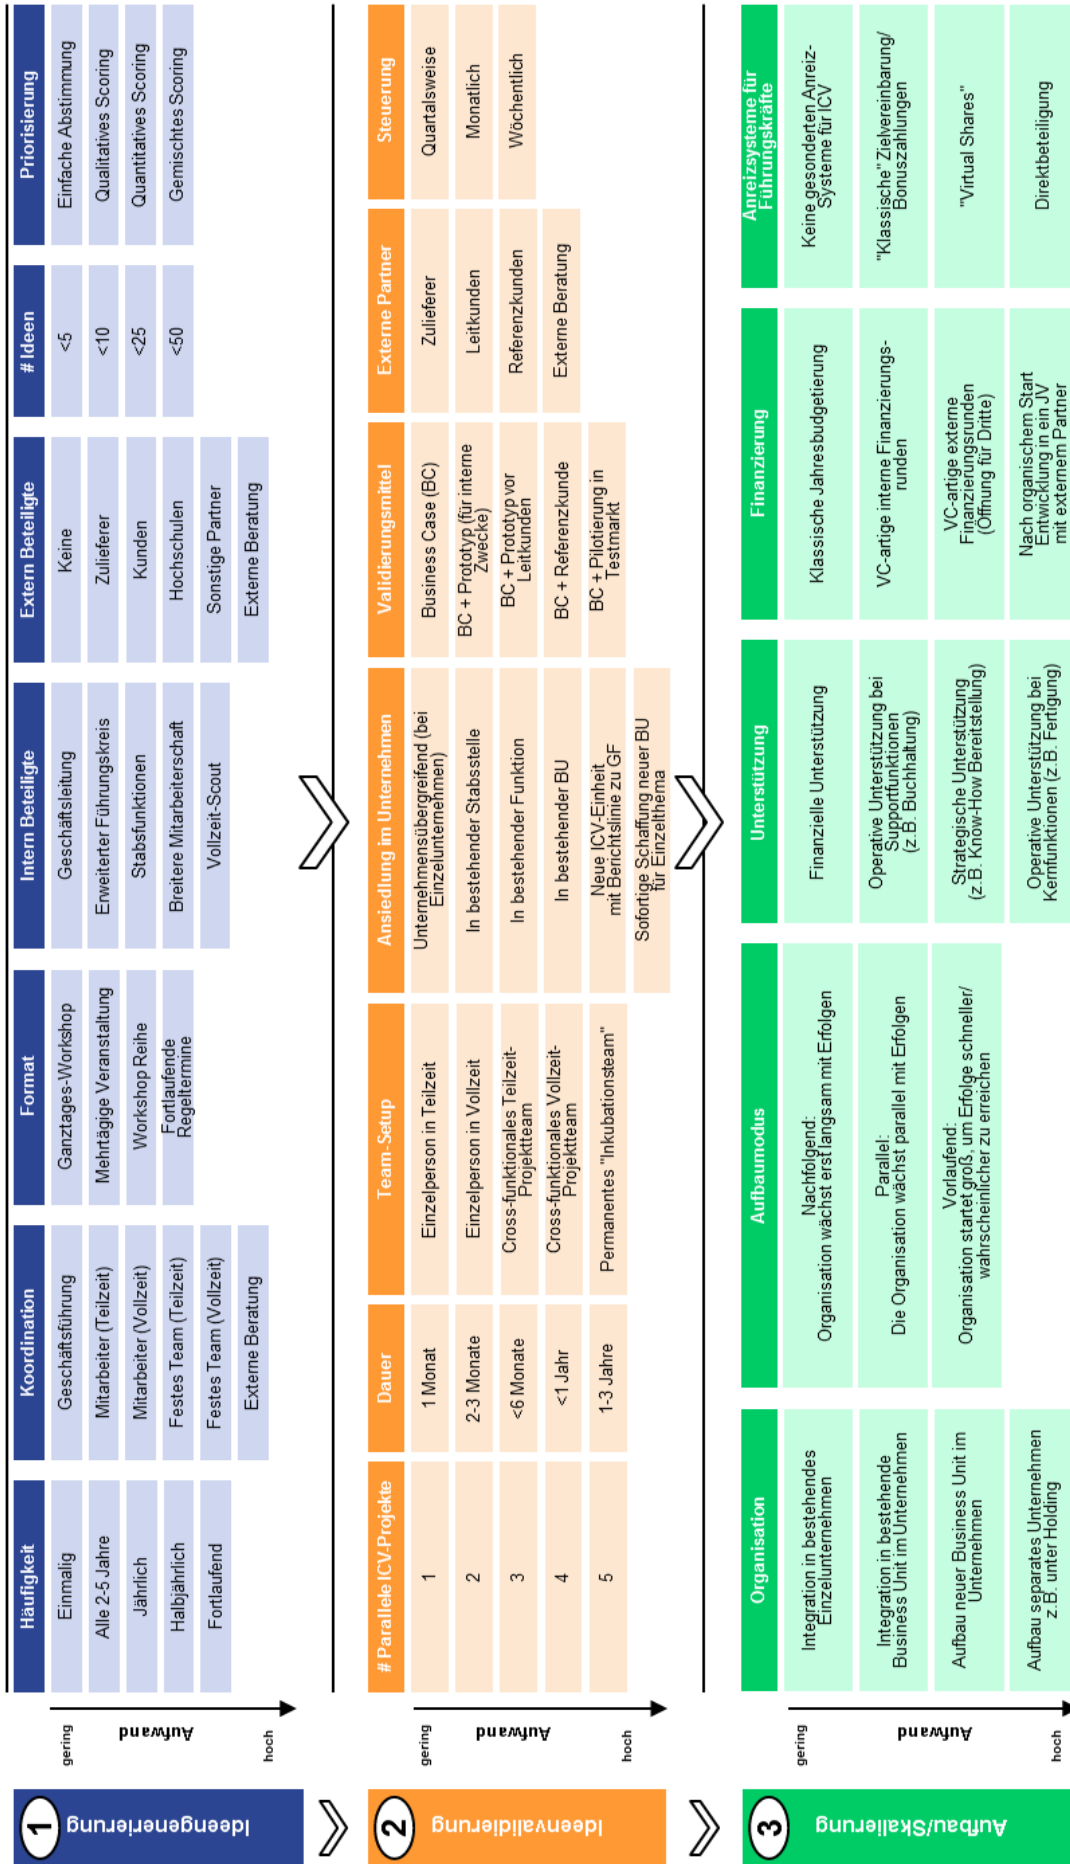 1
Ideengenerierung
gering
Aufwand
hoch
Häufigkeit
Einmalig
Alle 2-5 Jahre
Jährlich
Halbjährlich
Fortlaufend
Koordination
Geschäftsführung
Mitarbeiter (Teilzeit)
Mitarbeiter (Vollzeit)
Festes Team (Teilzeit)
Festes Team (Vollzeit)
Externe Beratung
Format
Ganztages-Workshop
Mehrtägige Veranstaltung
Workshop Reihe
Fortlaufende
Regeltermine
Intern Beteiligte
Geschäftsleitung
Erweiterter Führungskreis
Stabsfunktionen
Breitere Mitarbeiterschaft
Vollzeit-Scout
Extern Beteiligte
Keine
Zulieferer
Kunden
Hochschulen
Sonstige Partner
Externe Beratung
# Ideen
<5
<10
<25
<50
Priorisierung
Einfache Abstimmung
Qualitatives Scoring
Quantitatives Scoring
Gemischtes Scoring
2
Ideenvalidierung
gering
Aufwand
hoch
# Parallele ICV-Projekte
1
2
3
4
5
Dauer
1 Monat
2-3 Monate
<6 Monate
<1 Jahr
1-3 Jahre
Team-Setup
Einzelperson in Teilzeit
Einzelperson in Vollzeit
Cross-funktionales Teilzeit-
Projektteam
Cross-funktionales Vollzeit-
Projektteam
Permanentes "Inkubationsteam"
Ansiedlung im Unternehmen
Unternehmensübergreifend (bei
Einzelunternehmen)
In bestehender Stabsstelle
In bestehender Funktion
In bestehender BU
Neue ICV-Einheit
mit Berichtslinie zu GF
Sofortige Schaffung neuer BU
für Einzelthema
Validierungsmittel
Business Case (BC)
BC + Prototyp (für interne
Zwecke)
BC + Prototyp vor
Leitkunden
BC + Referenzkunde
BC + Pilotierung in
Testmarkt
Externe Partner
Zulieferer
Leitkunden
Referenzkunden
Externe Beratung
Steuerung
Quartalsweise
Monatlich
Wöchentlich
3
Aufbau/Skalierung
gering
Aufwand
hoch
Organisation
Integration in bestehendes
Einzelunternehmen
Integration in bestehende
Business Unit im Unternehmen
Aufbau neuer Business Unit im
Unternehmen
Aufbau separates Unternehmen
z.B. unter Holding
Aufbaumodus
Nachfolgend:
Organisation wächst erst langsam mit Erfolgen
Parallel:
Die Organisation wächst parallel mit Erfolgen
Vorlaufend:
Organisation startet groß, um Erfolge schneller/
wahrscheinlicher zu erreichen
Unterstützung
Finanzielle Unterstützung
Operative Unterstützung bei
Supportfunktionen
(z.B. Buchhaltung)
Strategische Unterstützung
(z.B. Know-How Bereitstellung)
Operative Unterstützung bei
Kernfunktionen (z.B. Fertigung)
Finanzierung
Klassische Jahresbudgetierung
VC-artige interne Finanzierungs-
runden
VC-artige externe
Finanzierungsrunden
(Öffnung für Dritte)
Nach organischem Start
Entwicklung in ein JV
mit externem Partner
Anreizsysteme für
Führungskräfte
Keine gesonderten Anreiz-
Systeme für ICV
"Klassische" Zielvereinbarung/
Bonuszahlungen
"Virtual Shares"
Direktbeteiligung